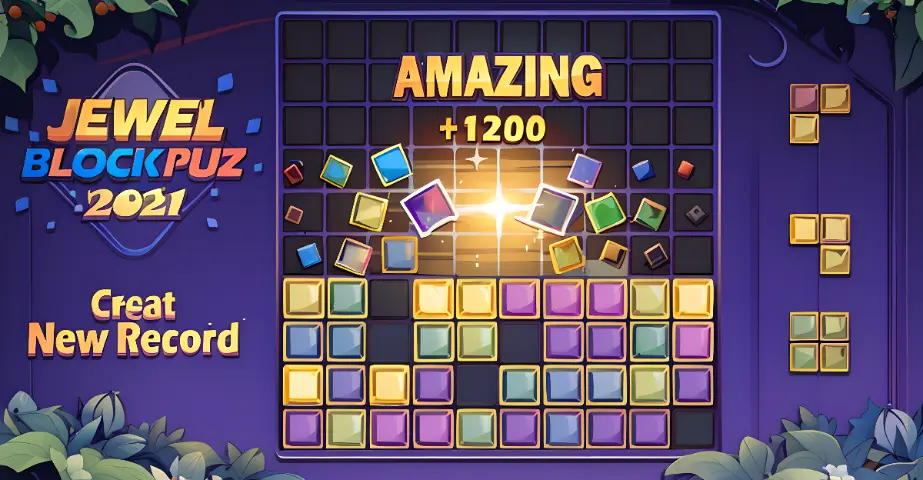 JEWEL
BLOCKPUZ
2021
Creat
New Record
AMAZING
+1200